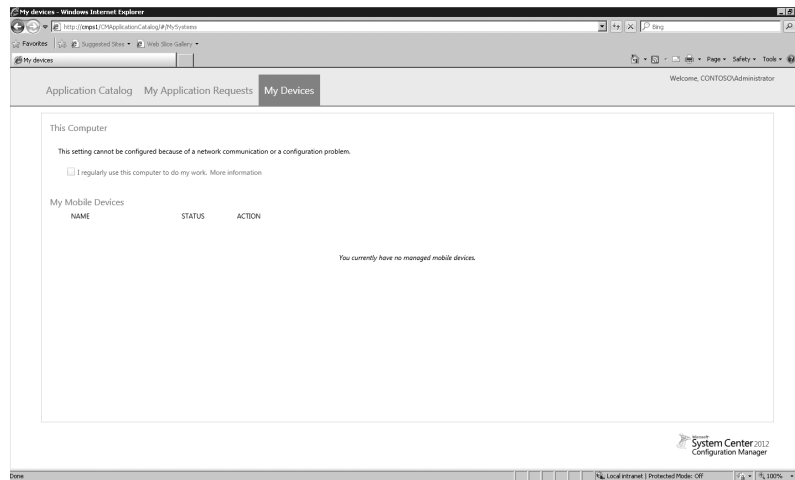 My devices - Windows Internet Explorer
http://cmps1/CMApplicationCatalog/#/MySystems
Bing
Favorites Suggested Sites Web Slice Gallery
My devices
Page Safety Tools
Welcome, CONTOSO\Administrator
Application Catalog My Application Requests My Devices
This Computer
This setting cannot be configured because of a network communication or a configuration problem.
I regularly use this computer to do my work. More information
My Mobile Devices
NAME STATUS ACTION
You currently have no managed mobile devices.
Microsoft
System Center 2012
Configuration Manager
Done
Local intranet | Protected Mode: Off
100%